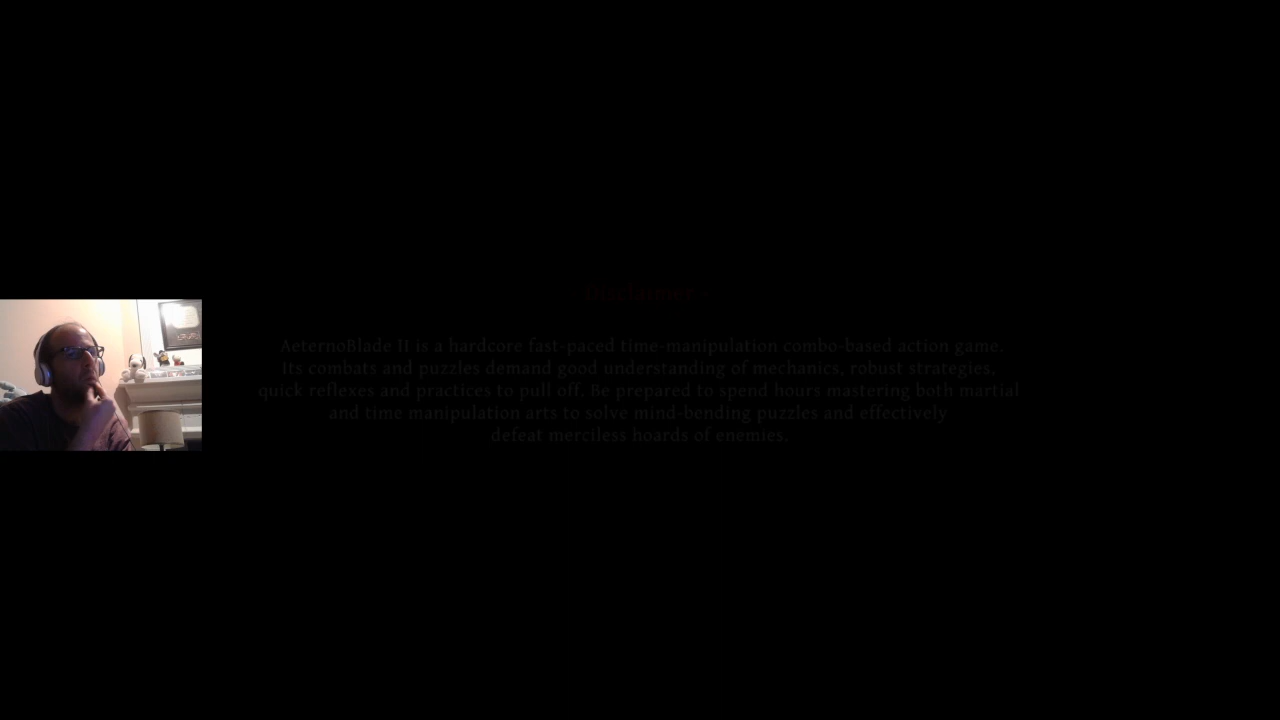 Disclaimer -
AeternoBlade II is a hardcore fast-paced time-manipulation combo-based action game.
Its combats and puzzles demand good understanding of mechanics, robust strategies,
quick reflexes and practices to pull off. Be prepared to spend hours mastering both martial
and time manipulation arts to solve mind-bending puzzles and effectively
defeat merciless hoards of enemies.